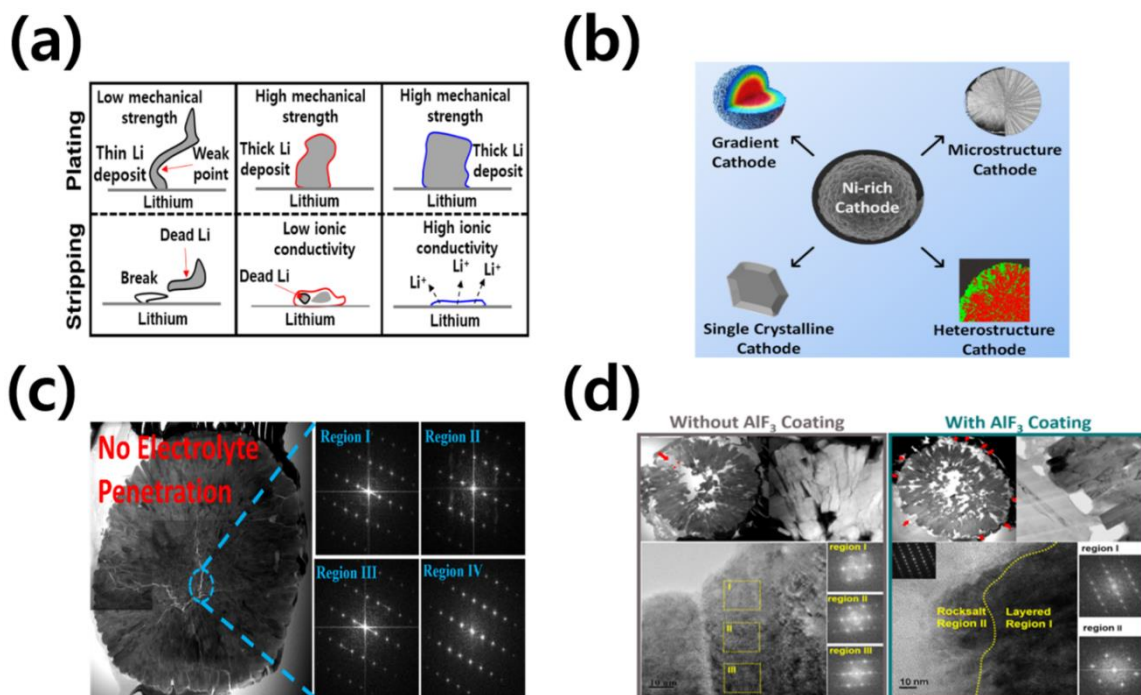 (a)
Plating
Low mechanical
strength
Thin Li
deposit
Weak
point
Lithium
High mechanical
strength
Thick Li
deposit
Lithium
High mechanical
strength
Thick Li
deposit
Lithium
Stripping
Dead Li
Break
Lithium
Low ionic
conductivity
Dead Li
Lithium
High ionic
conductivity
Li⁺
Li⁺
Li⁺
Lithium
(b)
Gradient
Cathode
Microstructure
Cathode
Ni-rich
Cathode
Single Crystalline
Cathode
Heterostructure
Cathode
(c)
No Electrolyte
Penetration
Region I
Region II
Region III
Region IV
(d)
Without AlF₃ Coating
With AlF₃ Coating
I
II
III
10 nm
region I
region II
region III
Rocksalt
Region II
Layered
Region I
10 nm
region I
region II